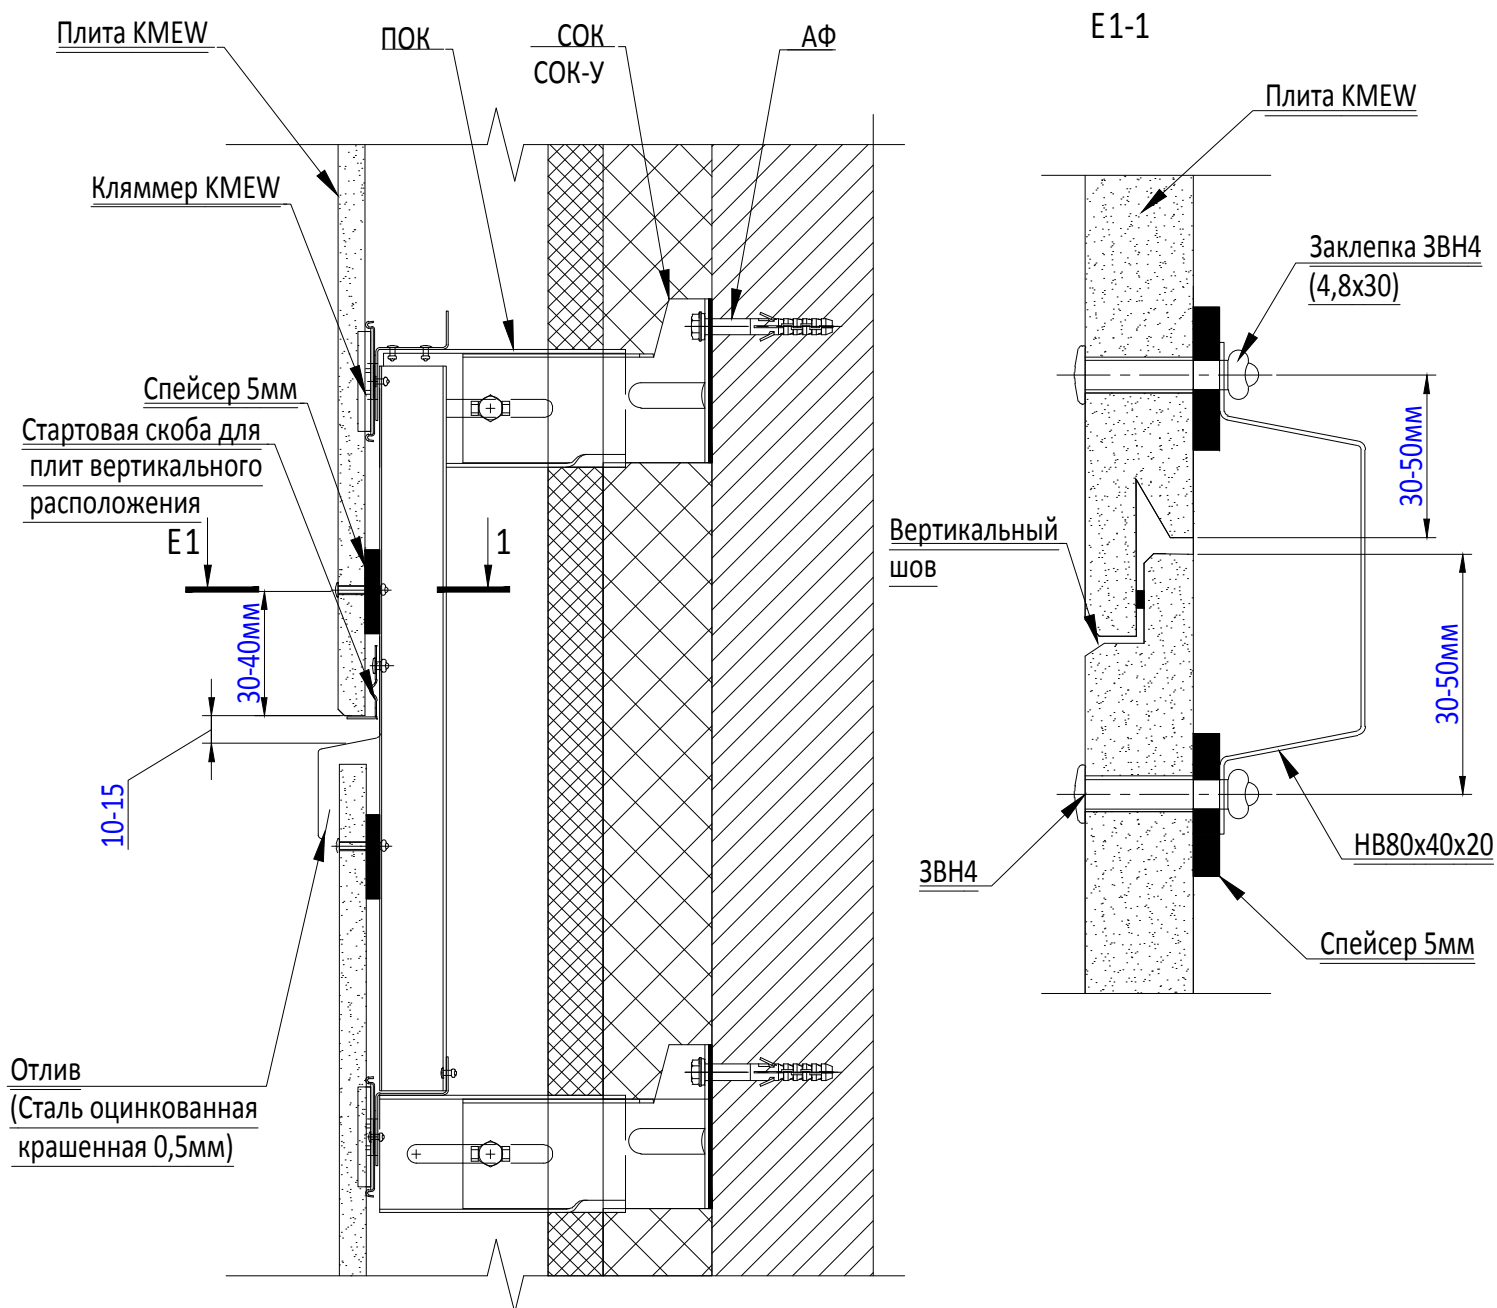 Плита KMEW
ПОК
СОК
СОК-У
АФ
Е1-1
Плита KMEW
Кляммер KMEW
Заклепка ЗВН4
(4,8х30)
Спейсер 5мм
Стартовая скоба для
плит вертикального
расположения
Е1
1
30-40мм
10-15
30-50мм
Вертикальный
шов
30-50мм
НВ80х40х20
ЗВН4
Спейсер 5мм
Отлив
(Сталь оцинкованная
крашенная 0,5мм)